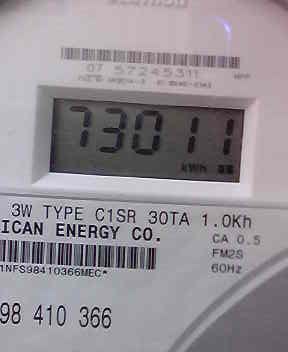 07 57245311
73011
kWh
3W TYPE C1SR 30TA 1.0Kh
ICAN ENERGY CO.
CA 0.5
FM2S
60Hz
1NFS98410366MEC*
98 410 366